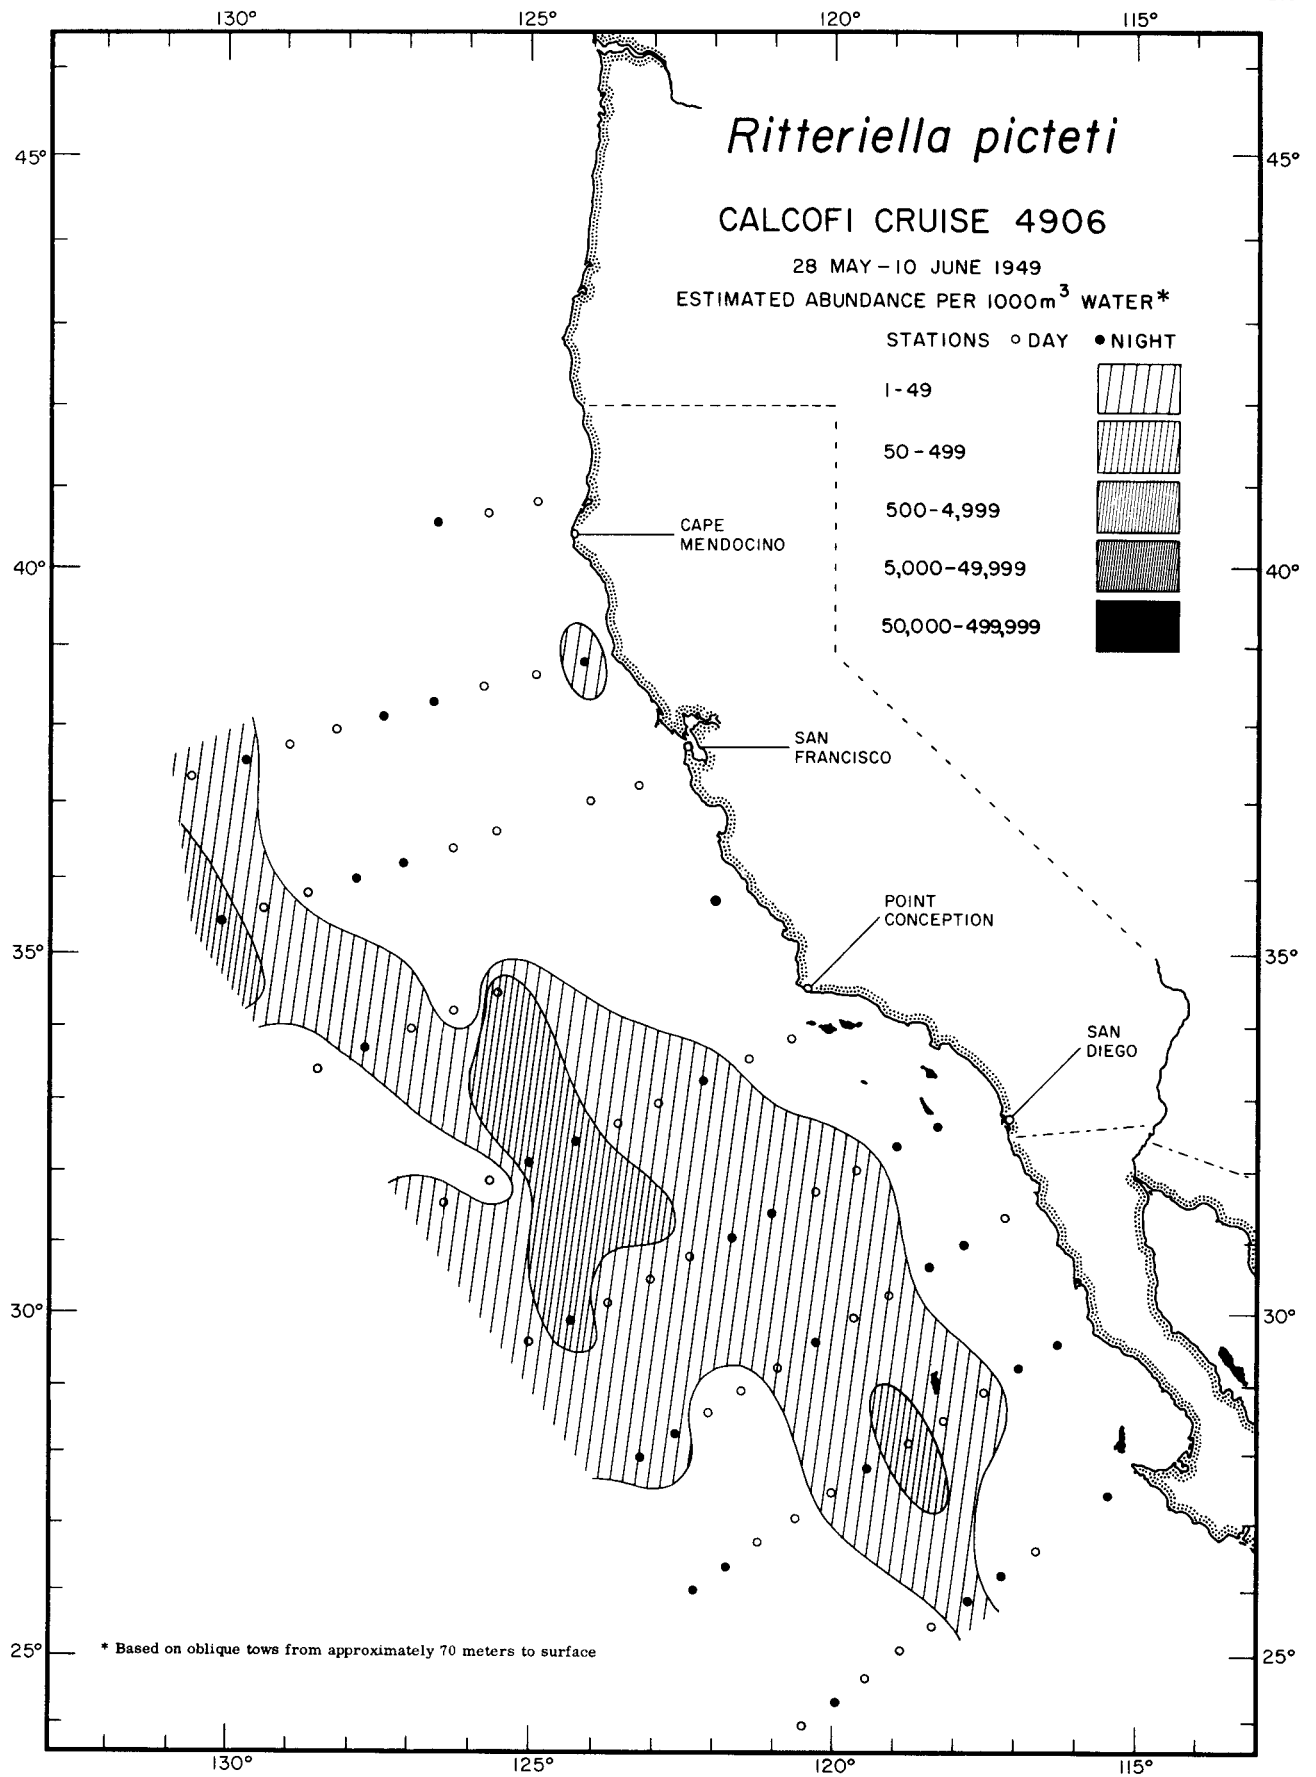 130° 125° 120° 115°
Ritteriella picteti
CALCOFI CRUISE 4906
28 MAY – 10 JUNE 1949
ESTIMATED ABUNDANCE PER 1000m³ WATER*
STATIONS ○ DAY ● NIGHT
1-49
50-499
500-4,999
5,000-49,999
50,000-499,999
45° 45°
CAPE
MENDOCINO
40° 40°
SAN
FRANCISCO
POINT
CONCEPTION
35° 35°
SAN
DIEGO
30° 30°
25° 25°
* Based on oblique tows from approximately 70 meters to surface
130° 125° 120° 115°